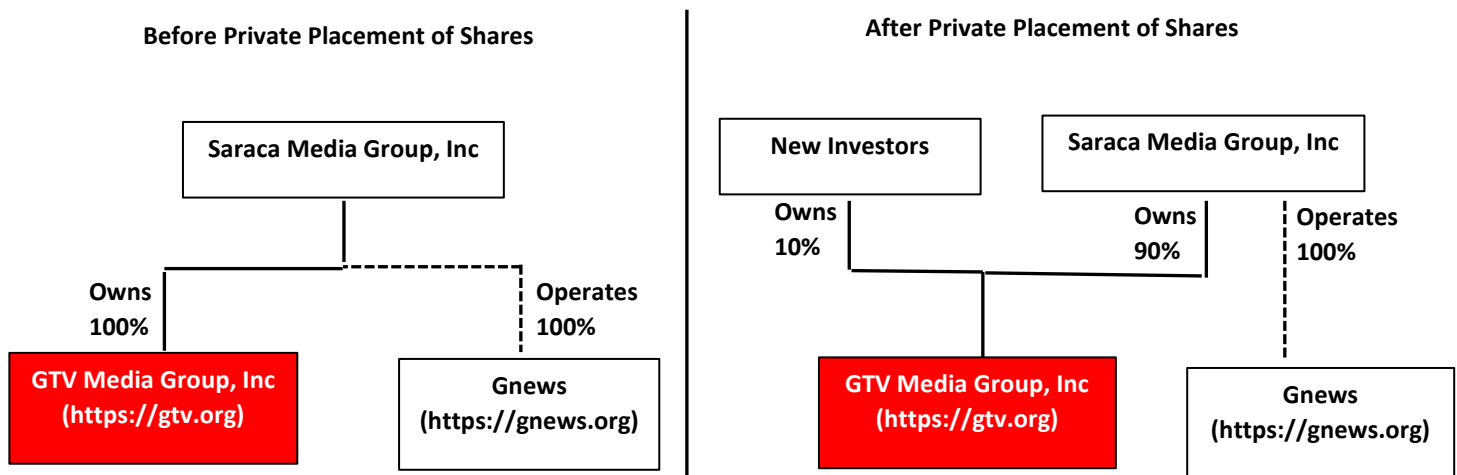 Before Private Placement of Shares
Saraca Media Group, Inc
Owns
100%
Operates
100%
GTV Media Group, Inc
(https://gtv.org)
Gnews
(https://gnews.org)
After Private Placement of Shares
New Investors
Saraca Media Group, Inc
Owns
10%
Owns
90%
Operates
100%
GTV Media Group, Inc
(https://gtv.org)
Gnews
(https://gnews.org)